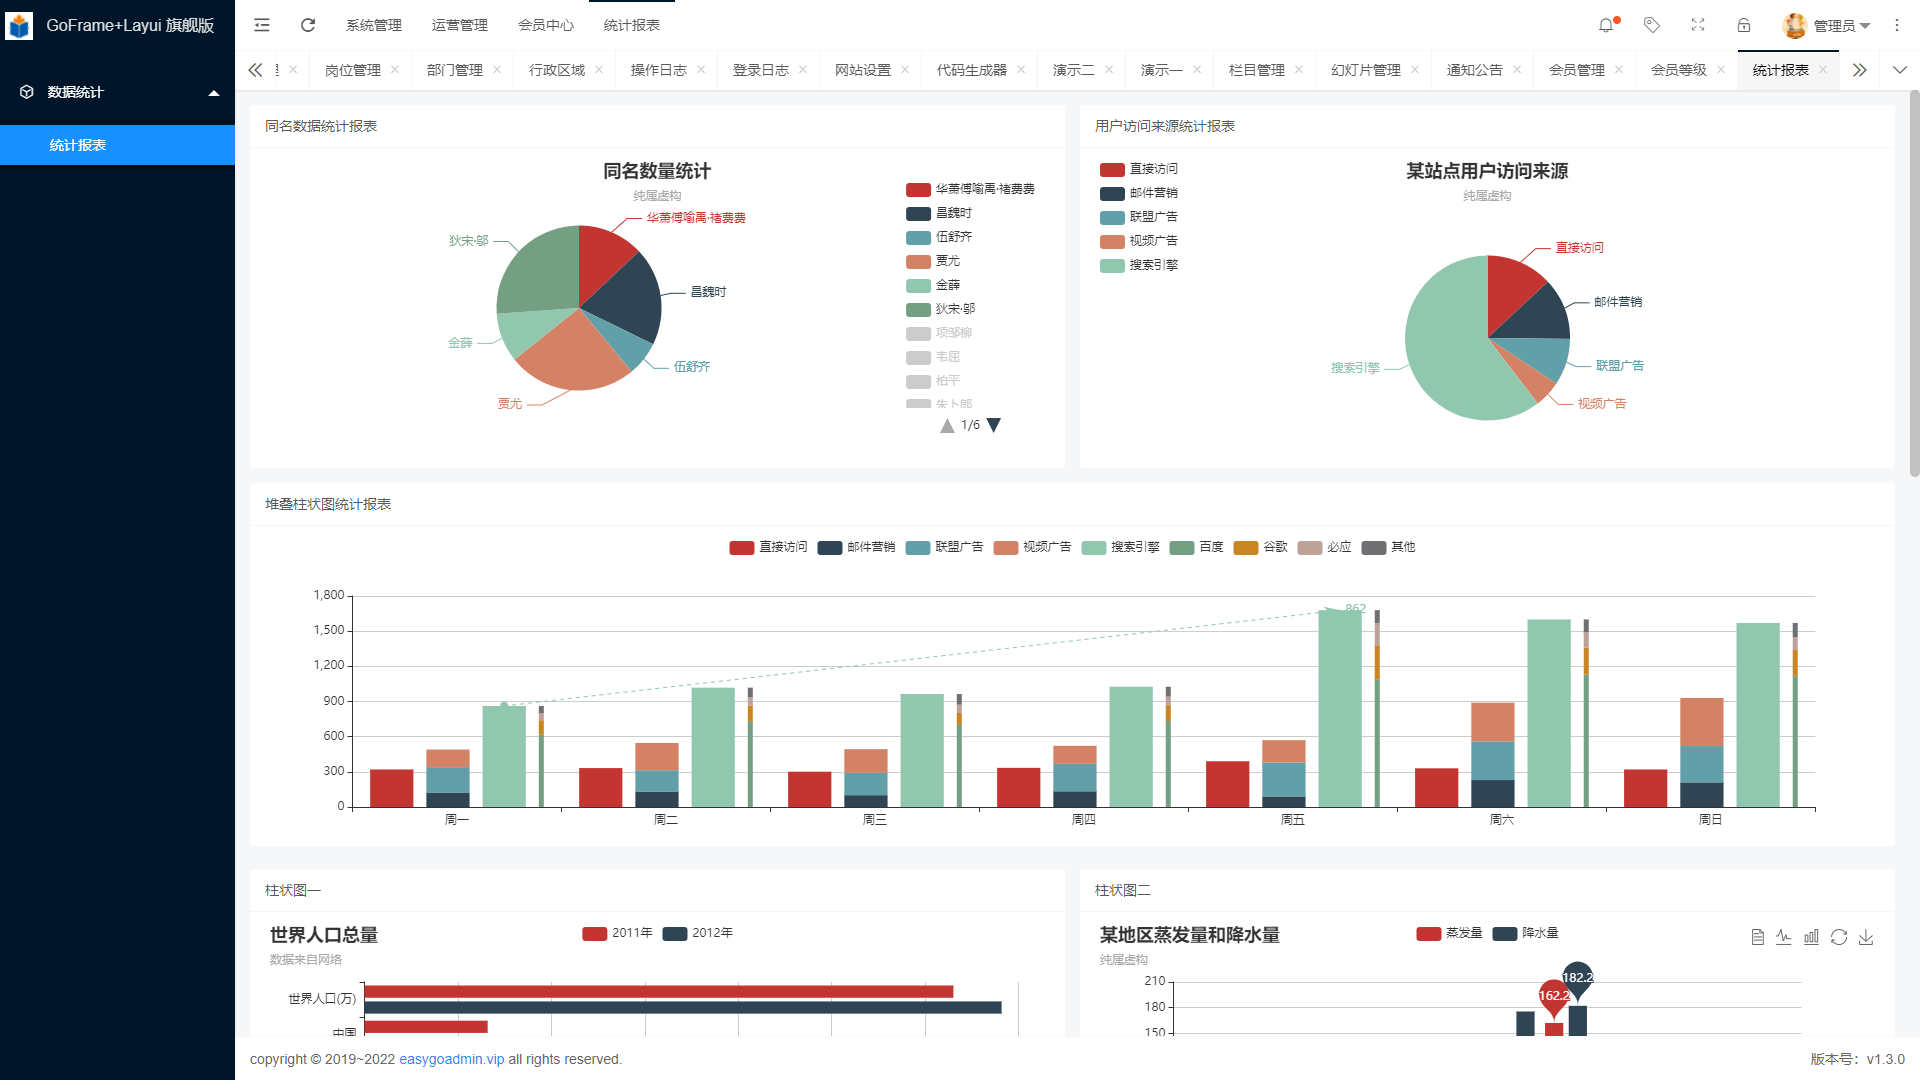 GoFrame+Layui 旗舰版
系统管理
运营管理
会员中心
统计报表
管理员
岗位管理
部门管理
行政区域
操作日志
登录日志
网站设置
代码生成器
演示二
演示一
栏目管理
幻灯片管理
通知公告
会员管理
会员等级
统计报表
数据统计
统计报表
同名数据统计报表
同名数量统计
纯属虚构
华萧傅喻禹·褚费费
昌魏时
伍舒齐
贾尤
金薛
狄宋·邬
华萧傅喻禹·褚费费
昌魏时
伍舒齐
贾尤
金薛
狄宋·邬
项邹柳
韦屈
柏平
朱卜郎
1/6
用户访问来源统计报表
某站点用户访问来源
纯属虚构
直接访问
邮件营销
联盟广告
视频广告
搜索引擎
直接访问
邮件营销
联盟广告
视频广告
搜索引擎
堆叠柱状图统计报表
直接访问
邮件营销
联盟广告
视频广告
搜索引擎
百度
谷歌
必应
其他
1,800
1,500
1,200
900
600
300
0
862
周一
周二
周三
周四
周五
周六
周日
柱状图一
世界人口总量
数据来自网络
2011年
2012年
世界人口(万)
中国
柱状图二
某地区蒸发量和降水量
纯属虚构
蒸发量
降水量
210
180
150
162.2
182.2
copyright © 2019~2022 easygoadmin.vip all rights reserved.
版本号：v1.3.0